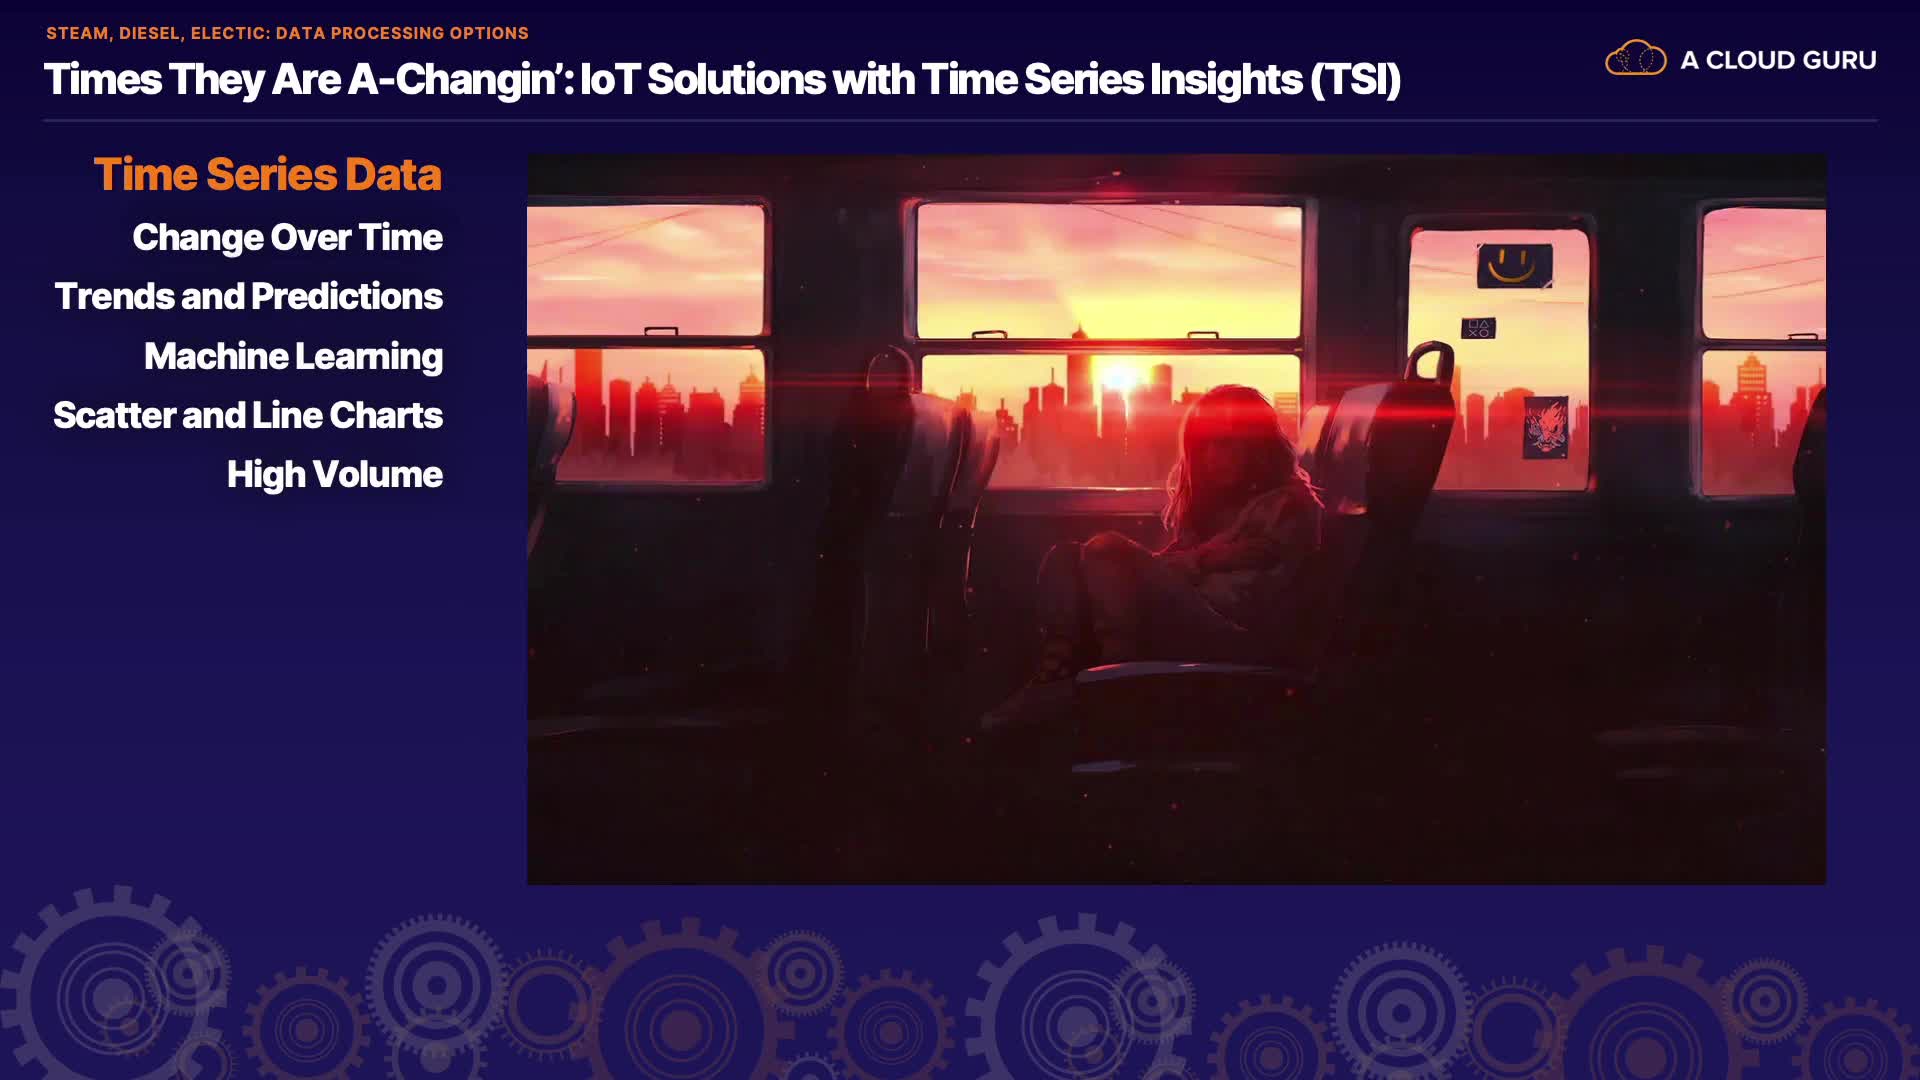 STEAM, DIESEL, ELECTIC: DATA PROCESSING OPTIONS
Times They Are A-Changin’: IoT Solutions with Time Series Insights (TSI)
A CLOUD GURU
Time Series Data
Change Over Time
Trends and Predictions
Machine Learning
Scatter and Line Charts
High Volume